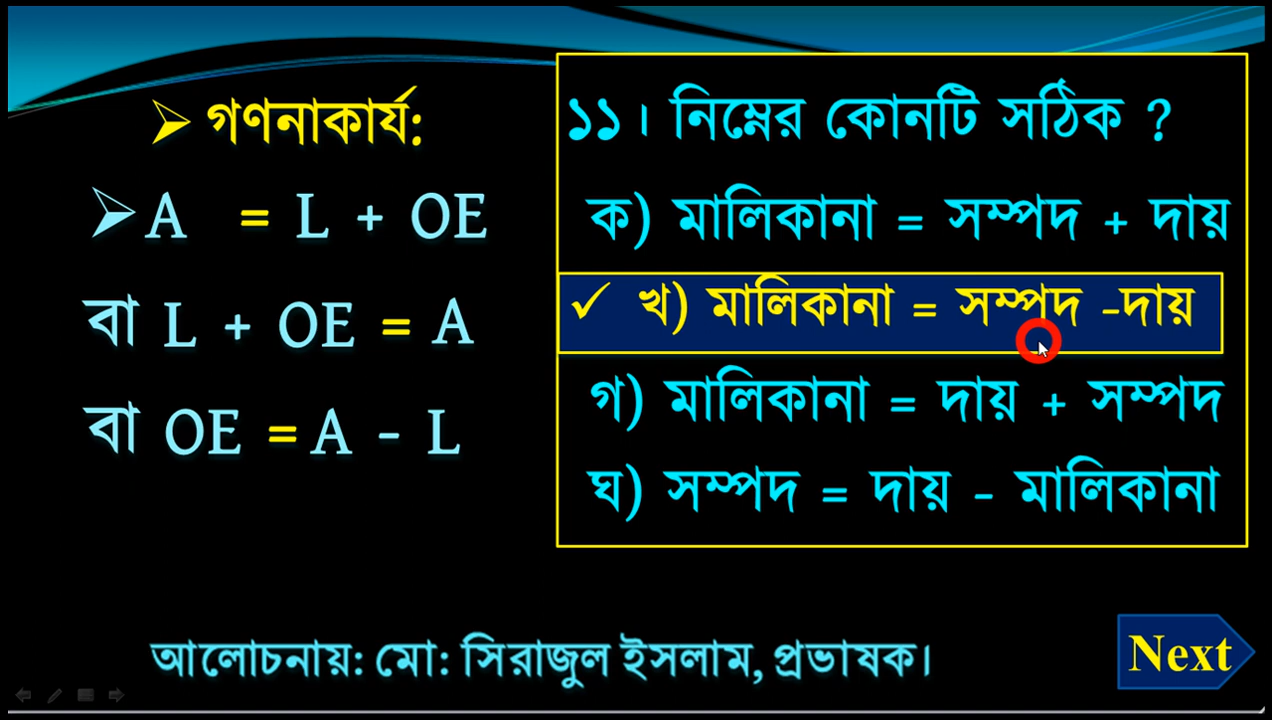 ➢ গণনাকার্য:
➢ A = L + OE
বা L + OE = A
বা OE = A - L
১১। নিম্নের কোনটি সঠিক ?
ক) মালিকানা = সম্পদ + দায়
✓ খ) মালিকানা = সম্পদ -দায়
গ) মালিকানা = দায় + সম্পদ
ঘ) সম্পদ = দায় - মালিকানা
আলোচনায়: মো: সিরাজুল ইসলাম, প্রভাষক।
Next